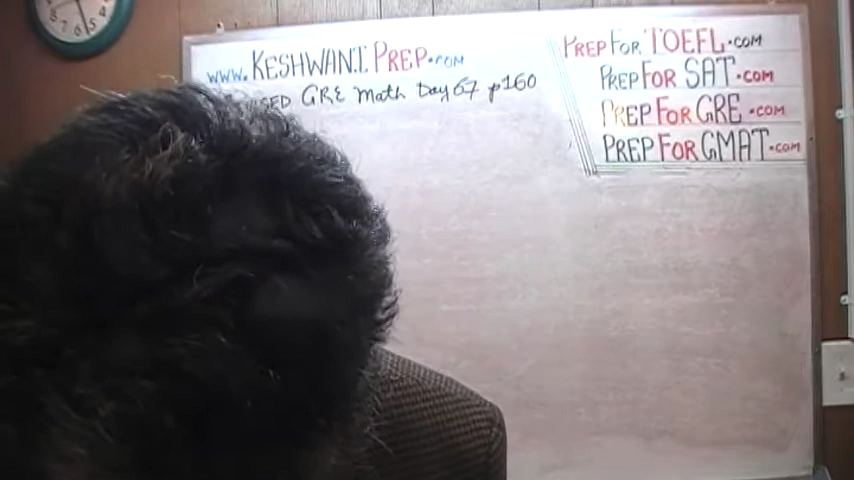 www.KESHWANI PREP.COM
GRE Math Day 67 p160
PREP FOR TOEFL.COM
PREP FOR SAT.COM
PREP FOR GRE.COM
PREP FOR GMAT.COM